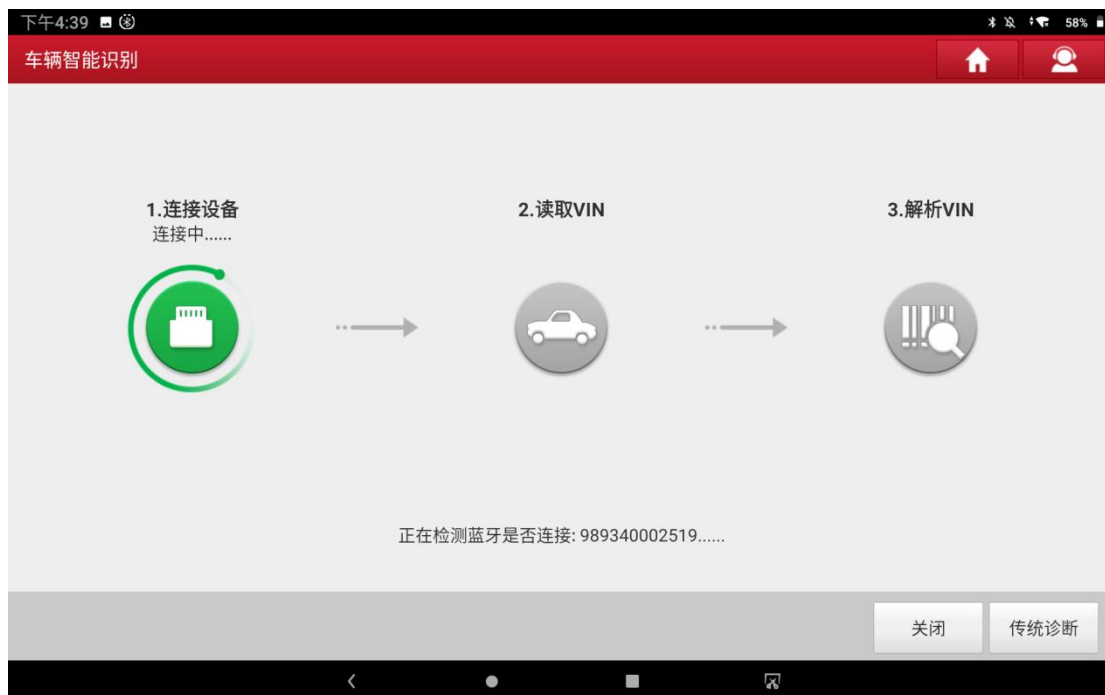 下午4:39
58%
车辆智能识别
1.连接设备
连接中......
2.读取VIN
3.解析VIN
正在检测蓝牙是否连接: 989340002519......
关闭
传统诊断